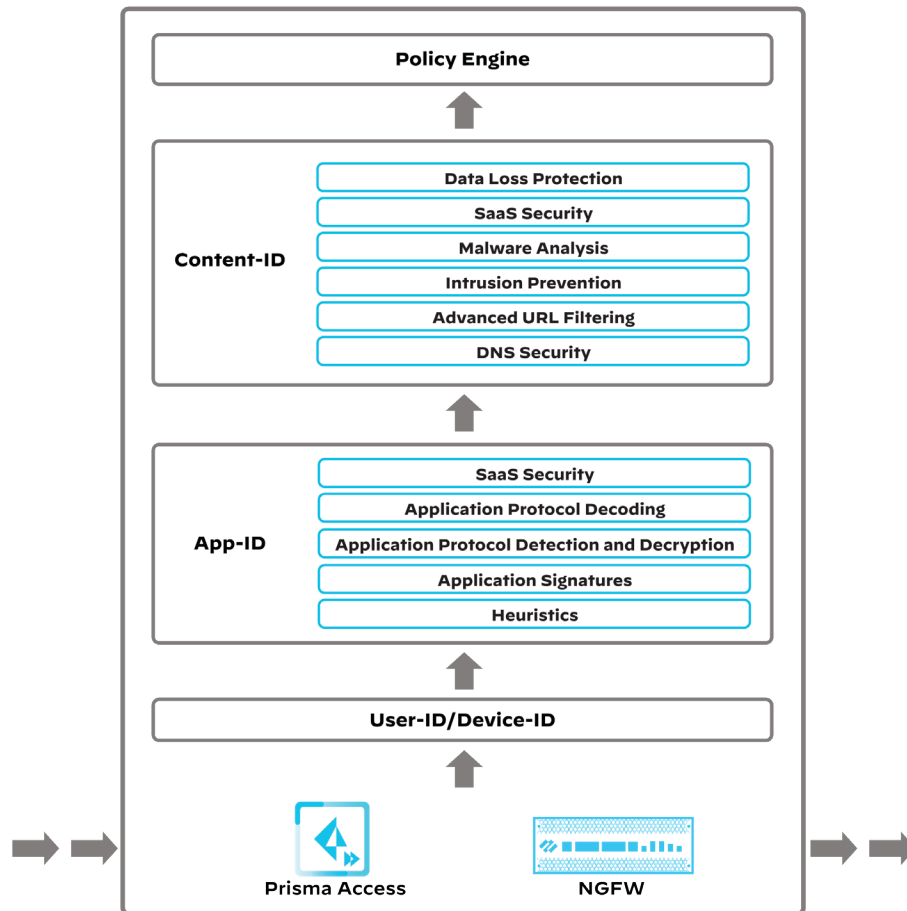 Policy Engine
Content-ID
Data Loss Protection
SaaS Security
Malware Analysis
Intrusion Prevention
Advanced URL Filtering
DNS Security
App-ID
SaaS Security
Application Protocol Decoding
Application Protocol Detection and Decryption
Application Signatures
Heuristics
User-ID/Device-ID
Prisma Access
NGFW